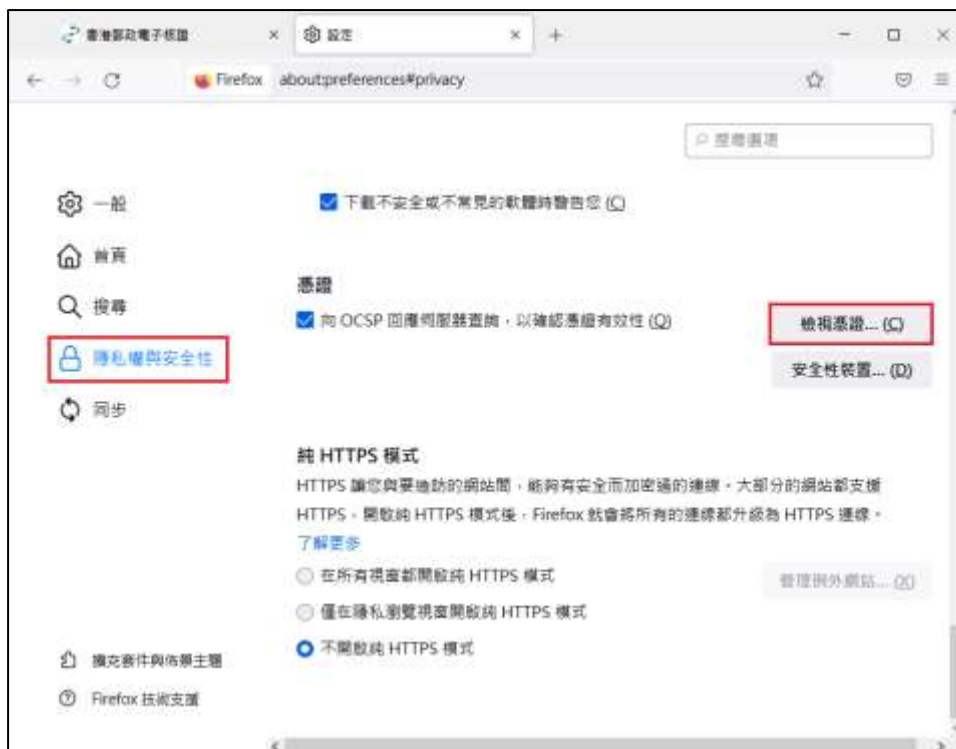 香港郵政電子核證
設定
Firefox
about:preferences#privacy
搜尋選項
一般
首頁
搜尋
隱私權與安全性
同步
擴充套件與佈景主題
Firefox 技術支援
下載不安全或不常見的軟體時警告您 (C)
憑證
向 OCSP 回應伺服器查詢，以確認憑證有效性 (Q)
檢視憑證... (C)
安全性裝置... (D)
純 HTTPS 模式
HTTPS 讓您與要造訪的網站間，能夠有安全而加密過的連線。大部分的網站都支援
HTTPS，開啟純 HTTPS 模式後，Firefox 就會將所有的連線都升級為 HTTPS 連線。
了解更多
在所有視窗都開啟純 HTTPS 模式
管理例外網站... (X)
僅在隱私瀏覽視窗開啟純 HTTPS 模式
不開啟純 HTTPS 模式